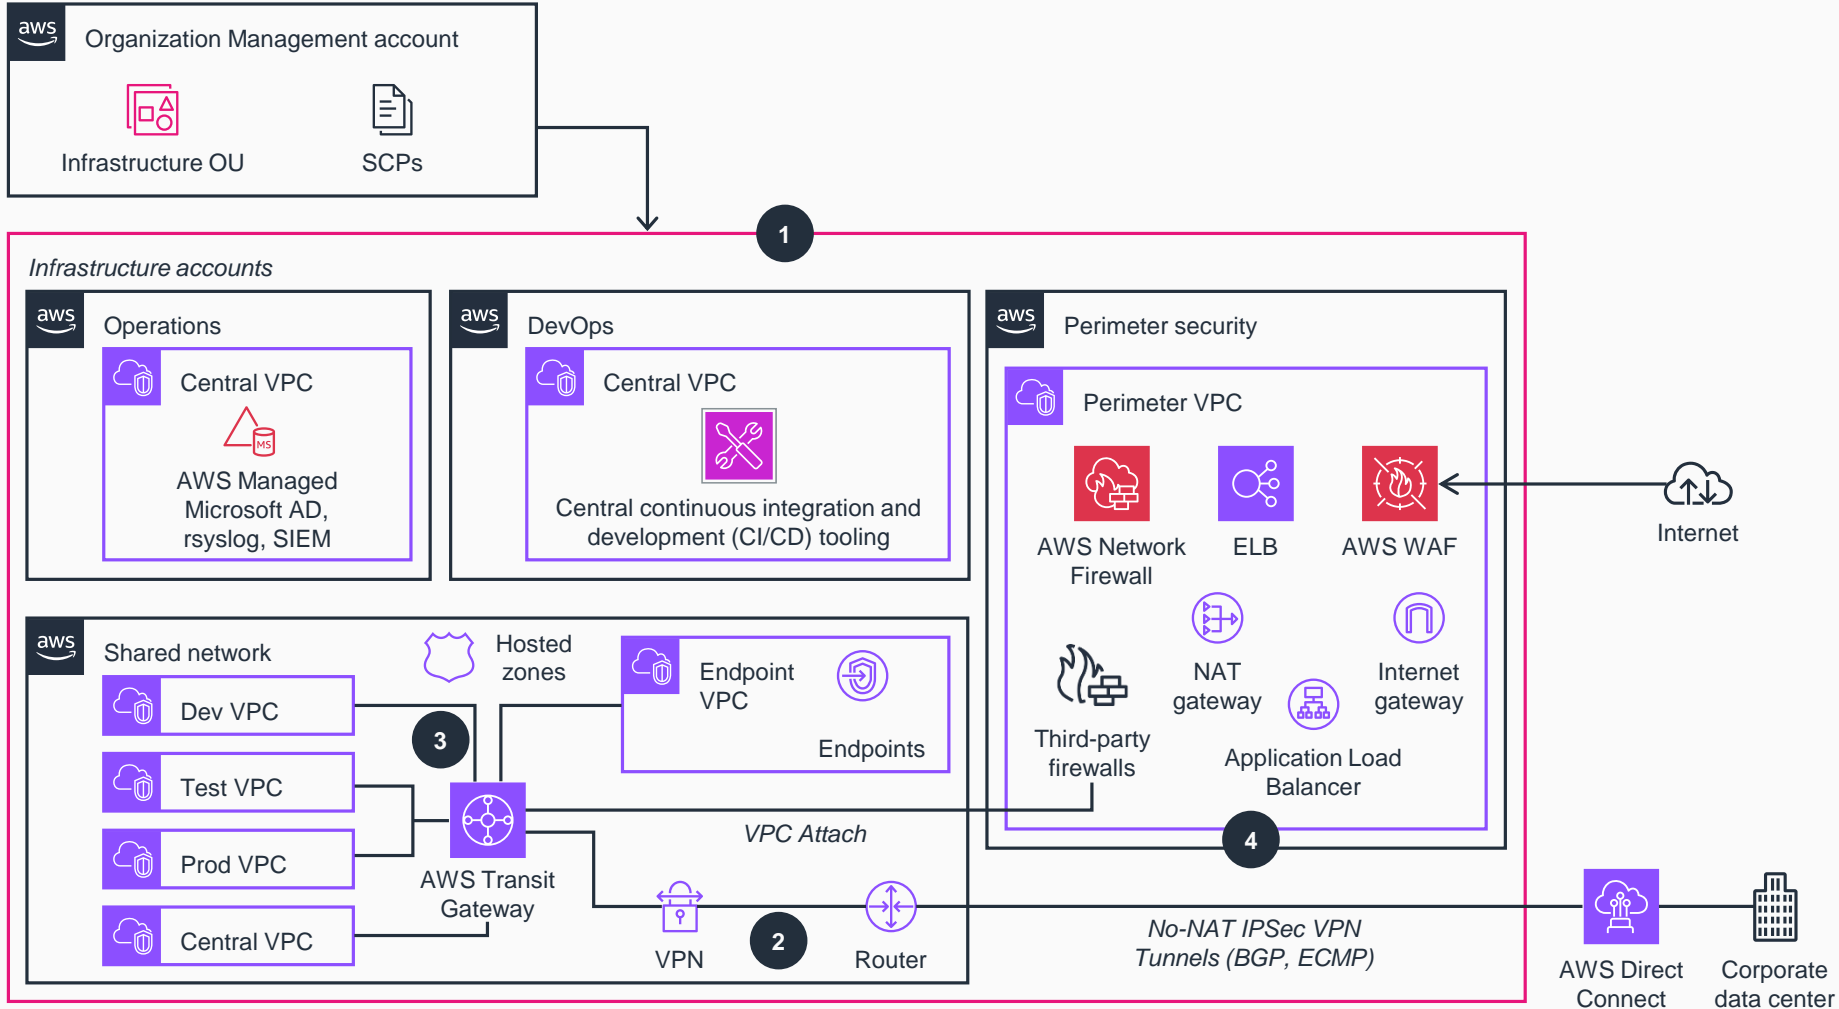 aws
Organization Management account
Infrastructure OU
SCPs
1
Infrastructure accounts
aws
Operations
Central VPC
MS
AWS Managed
Microsoft AD,
rsyslog, SIEM
aws
DevOps
Central VPC
Central continuous integration and
development (CI/CD) tooling
aws
Perimeter security
Perimeter VPC
AWS Network
Firewall
ELB
AWS WAF
NAT
gateway
Internet
gateway
Third-party
firewalls
Application Load
Balancer
4
Internet
aws
Shared network
Hosted
zones
Endpoint
VPC
Endpoints
Dev VPC
3
Test VPC
Prod VPC
Central VPC
AWS Transit
Gateway
VPC Attach
VPN
2
Router
No-NAT IPSec VPN
Tunnels (BGP, ECMP)
AWS Direct
Connect
Corporate
data center